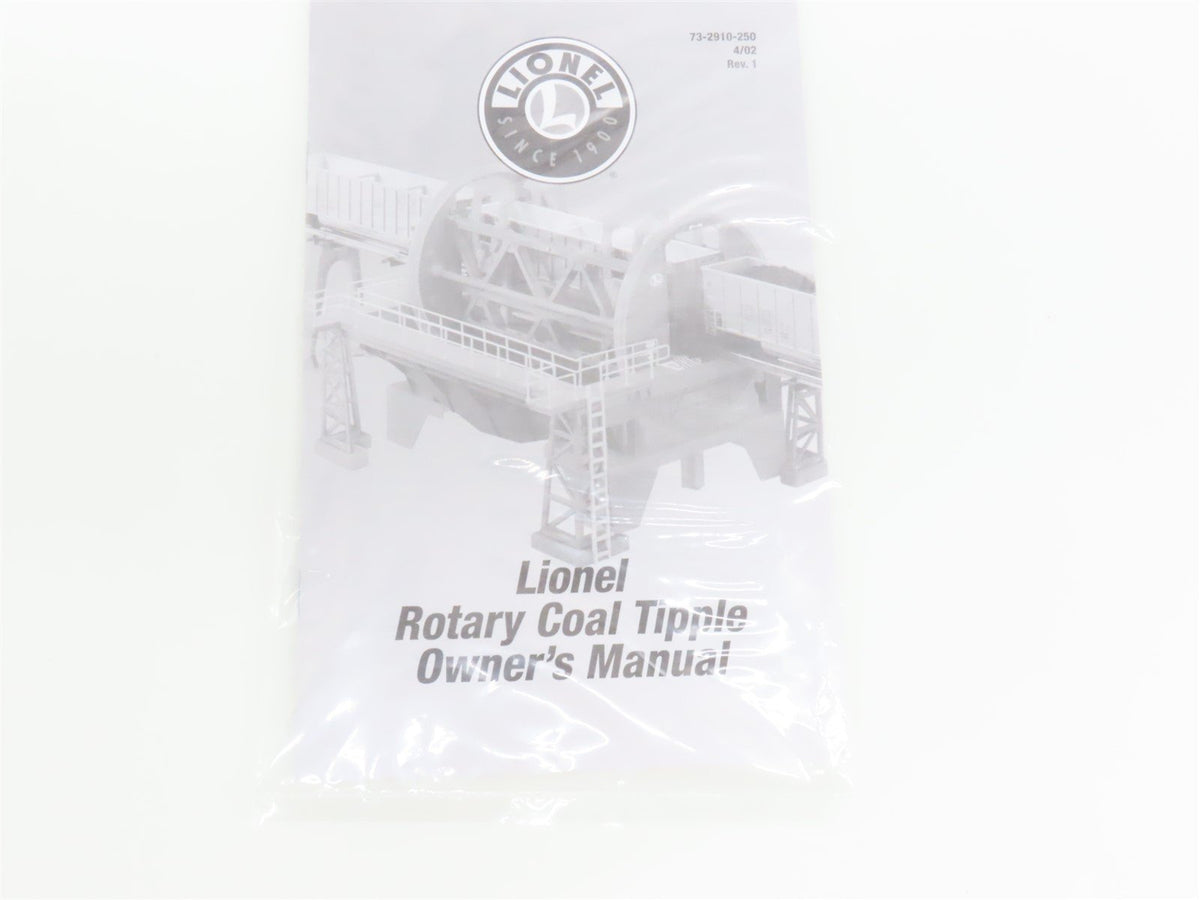 73-2910-250
4/02
Rev. 1
LIONEL
L
SINCE 1900
®
Lionel
Rotary Coal Tipple
Owner's Manual